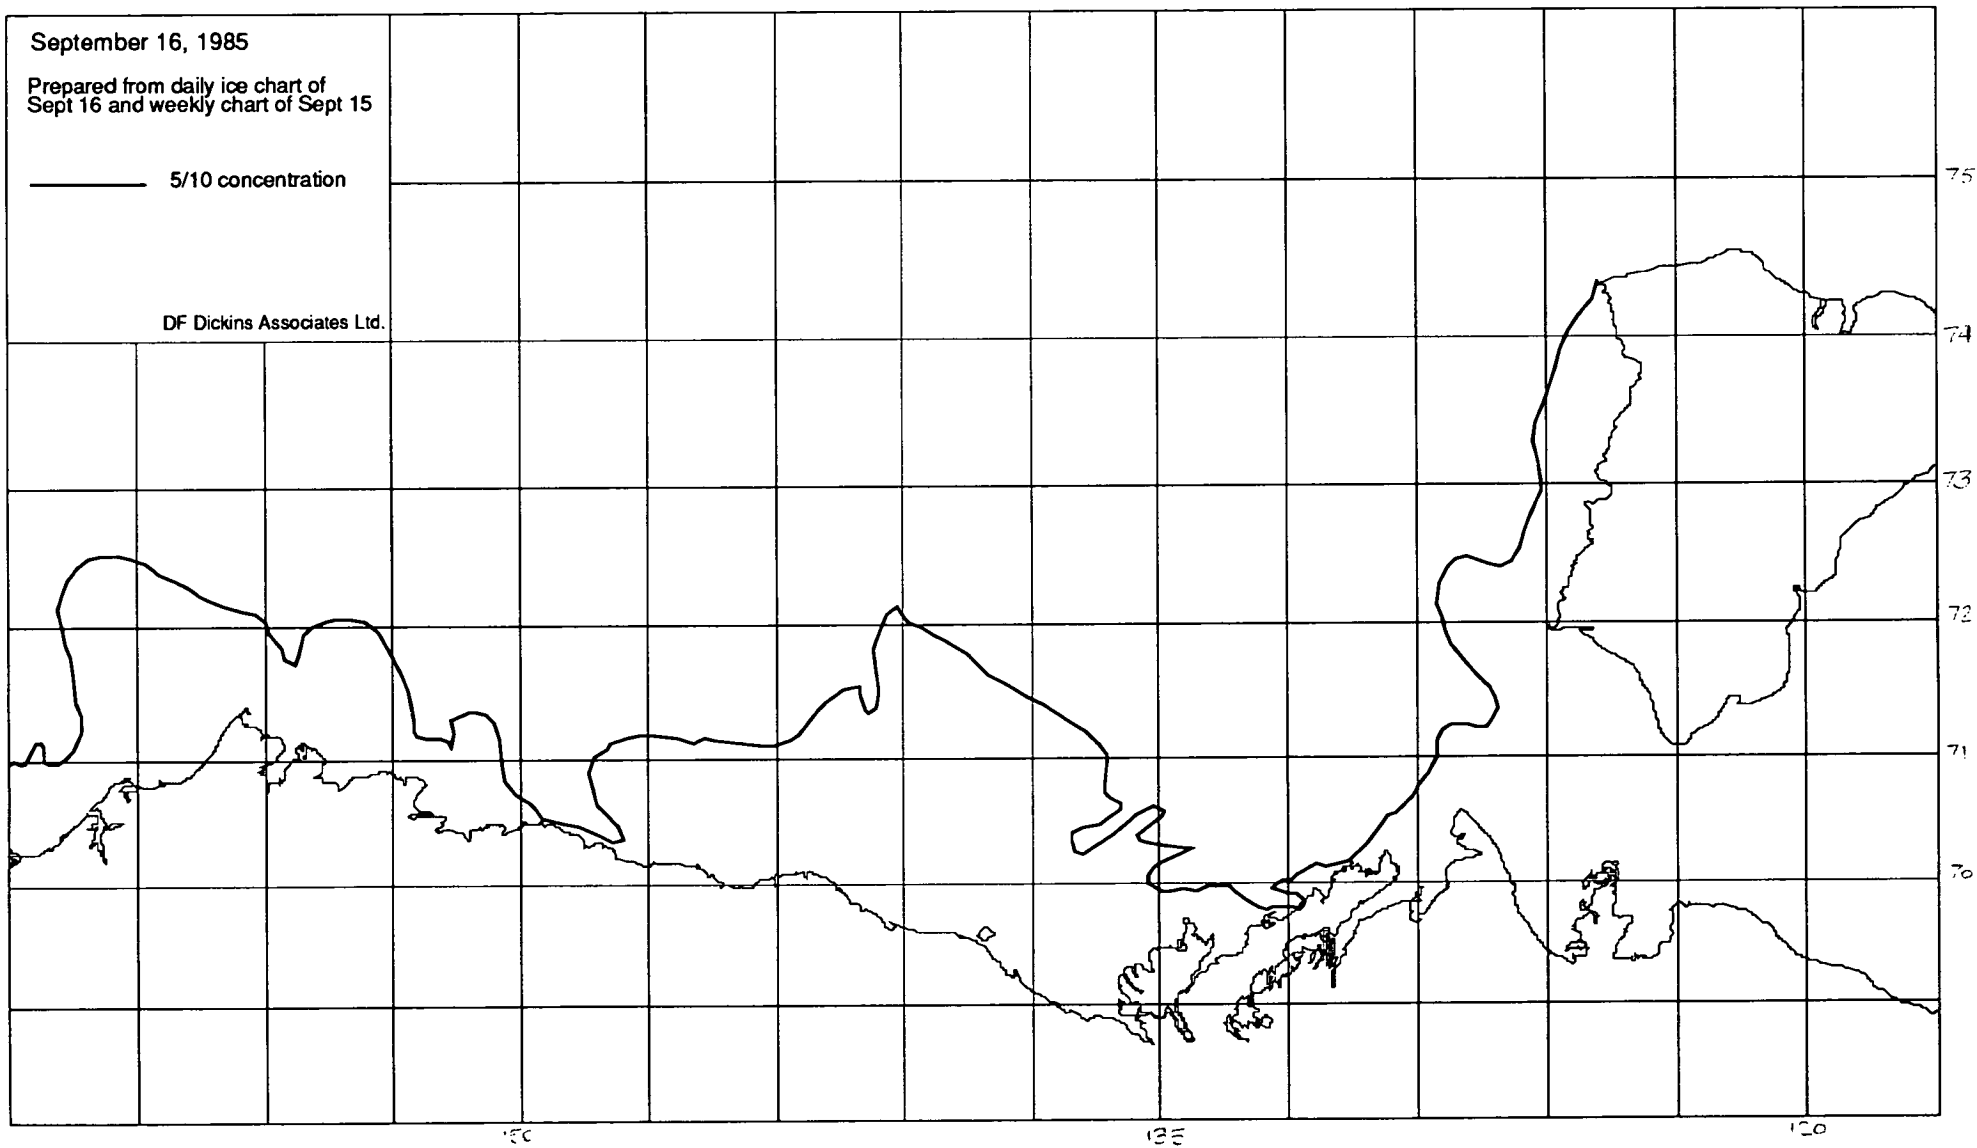 September 16, 1985
Prepared from daily ice chart of
Sept 16 and weekly chart of Sept 15
5/10 concentration
DF Dickins Associates Ltd.
75
74
73
72
71
70
150
135
120